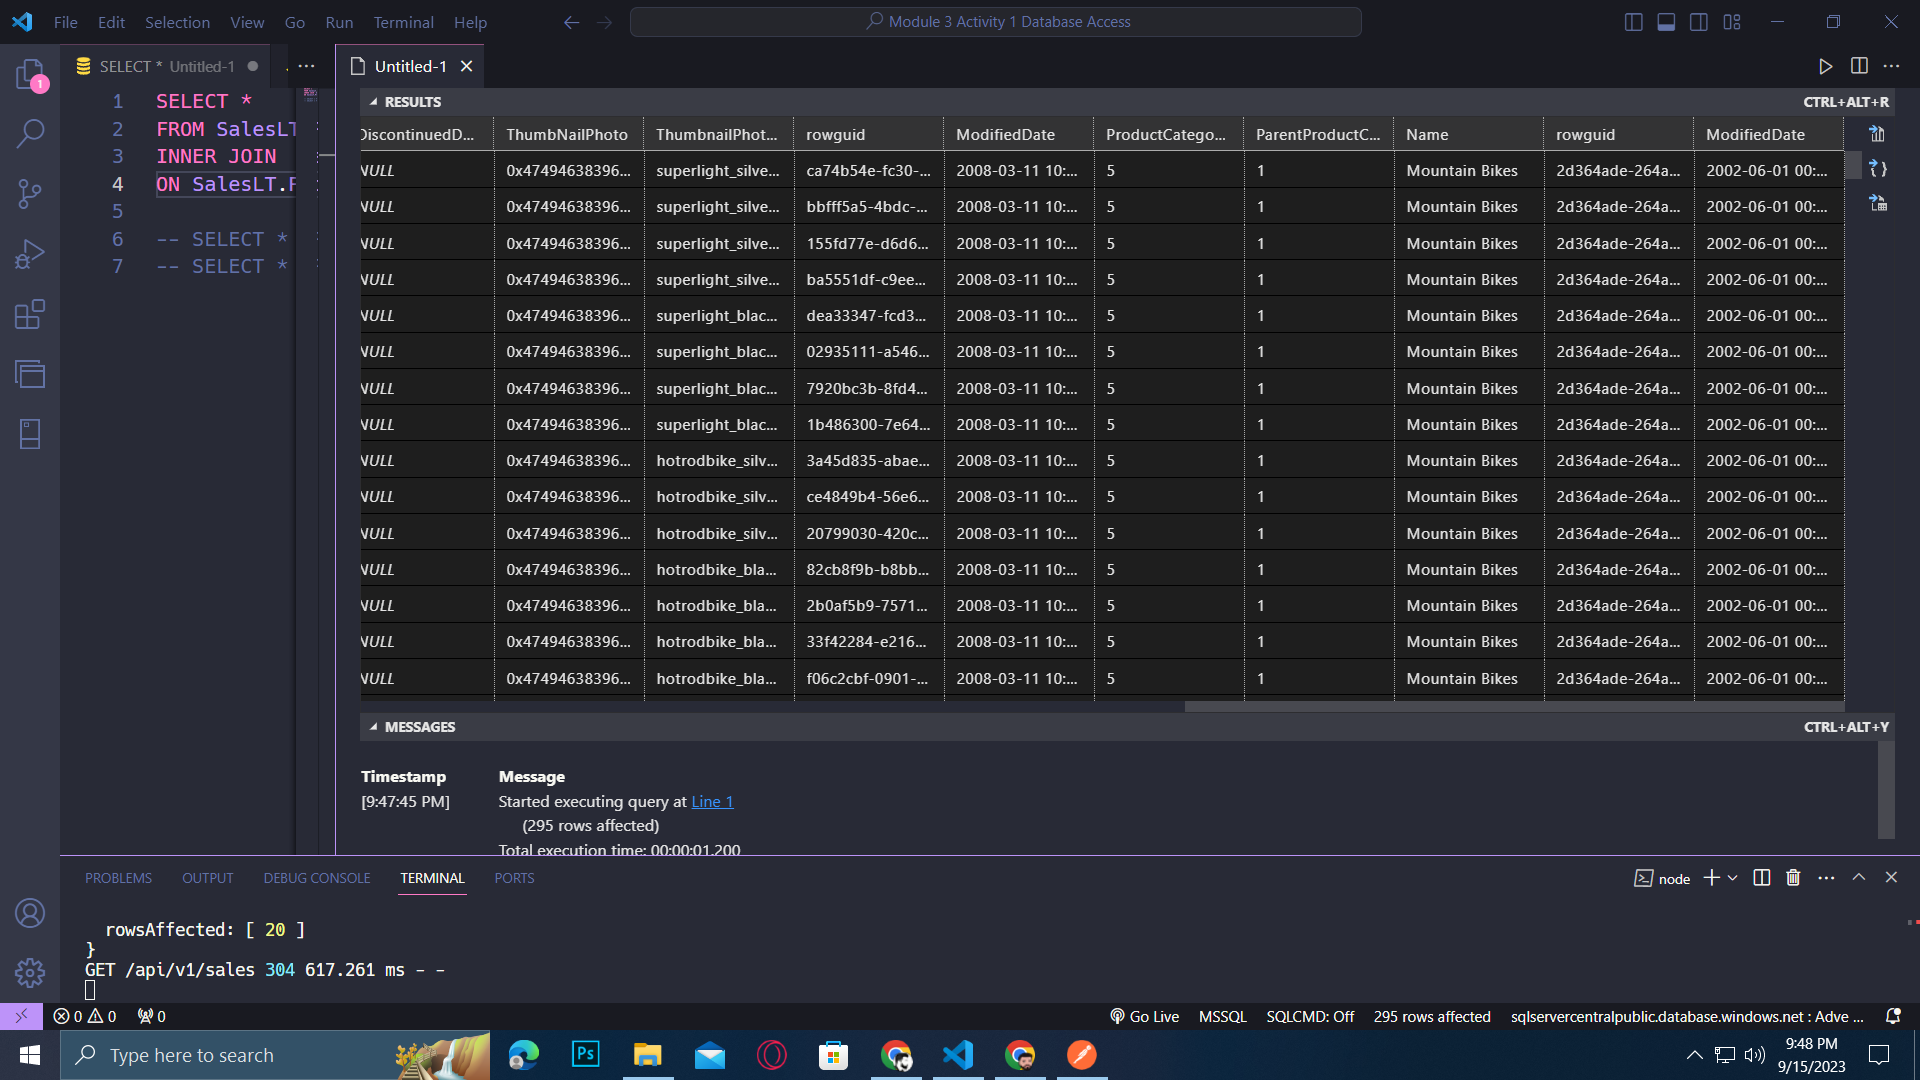 File Edit Selection View Go Run Terminal Help
Module 3 Activity 1 Database Access
1
SELECT * Untitled-1
Untitled-1
1 SELECT *
2 FROM SalesLT
3 INNER JOIN
4 ON SalesLT.
5
6 -- SELECT *
7 -- SELECT *
RESULTS CTRL+ALT+R
DiscontinuedD... ThumbNailPhoto ThumbnailPhot... rowguid ModifiedDate ProductCatego... ParentProductC... Name rowguid ModifiedDate
NULL 0x47494638396... superlight_silve... ca74b54e-fc30-... 2008-03-11 10:... 5 1 Mountain Bikes 2d364ade-264a... 2002-06-01 00:...
NULL 0x47494638396... superlight_silve... bbfff5a5-4bdc-... 2008-03-11 10:... 5 1 Mountain Bikes 2d364ade-264a... 2002-06-01 00:...
NULL 0x47494638396... superlight_silve... 155fd77e-d6d6... 2008-03-11 10:... 5 1 Mountain Bikes 2d364ade-264a... 2002-06-01 00:...
NULL 0x47494638396... superlight_silve... ba5551df-c9ee... 2008-03-11 10:... 5 1 Mountain Bikes 2d364ade-264a... 2002-06-01 00:...
NULL 0x47494638396... superlight_blac... dea33347-fcd3... 2008-03-11 10:... 5 1 Mountain Bikes 2d364ade-264a... 2002-06-01 00:...
NULL 0x47494638396... superlight_blac... 02935111-a546... 2008-03-11 10:... 5 1 Mountain Bikes 2d364ade-264a... 2002-06-01 00:...
NULL 0x47494638396... superlight_blac... 7920bc3b-8fd4... 2008-03-11 10:... 5 1 Mountain Bikes 2d364ade-264a... 2002-06-01 00:...
NULL 0x47494638396... superlight_blac... 1b486300-7e64... 2008-03-11 10:... 5 1 Mountain Bikes 2d364ade-264a... 2002-06-01 00:...
NULL 0x47494638396... hotrodbike_silv... 3a45d835-abae... 2008-03-11 10:... 5 1 Mountain Bikes 2d364ade-264a... 2002-06-01 00:...
NULL 0x47494638396... hotrodbike_silv... ce4849b4-56e6... 2008-03-11 10:... 5 1 Mountain Bikes 2d364ade-264a... 2002-06-01 00:...
NULL 0x47494638396... hotrodbike_silv... 20799030-420c... 2008-03-11 10:... 5 1 Mountain Bikes 2d364ade-264a... 2002-06-01 00:...
NULL 0x47494638396... hotrodbike_bla... 82cb8f9b-b8bb... 2008-03-11 10:... 5 1 Mountain Bikes 2d364ade-264a... 2002-06-01 00:...
NULL 0x47494638396... hotrodbike_bla... 2b0af5b9-7571... 2008-03-11 10:... 5 1 Mountain Bikes 2d364ade-264a... 2002-06-01 00:...
NULL 0x47494638396... hotrodbike_bla... 33f42284-e216... 2008-03-11 10:... 5 1 Mountain Bikes 2d364ade-264a... 2002-06-01 00:...
NULL 0x47494638396... hotrodbike_bla... f06c2cbf-0901-... 2008-03-11 10:... 5 1 Mountain Bikes 2d364ade-264a... 2002-06-01 00:...
MESSAGES CTRL+ALT+Y
Timestamp Message
[9:47:45 PM] Started executing query at Line 1
(295 rows affected)
Total execution time: 00:00:01.200
PROBLEMS OUTPUT DEBUG CONSOLE TERMINAL PORTS
node
rowsAffected: [ 20 ]
}
GET /api/v1/sales 304 617.261 ms - -
0 0 0 Go Live MSSQL SQLCMD: Off 295 rows affected sqlservercentralpublic.database.windows.net : Adve ...
Type here to search
Ps
9:48 PM
9/15/2023